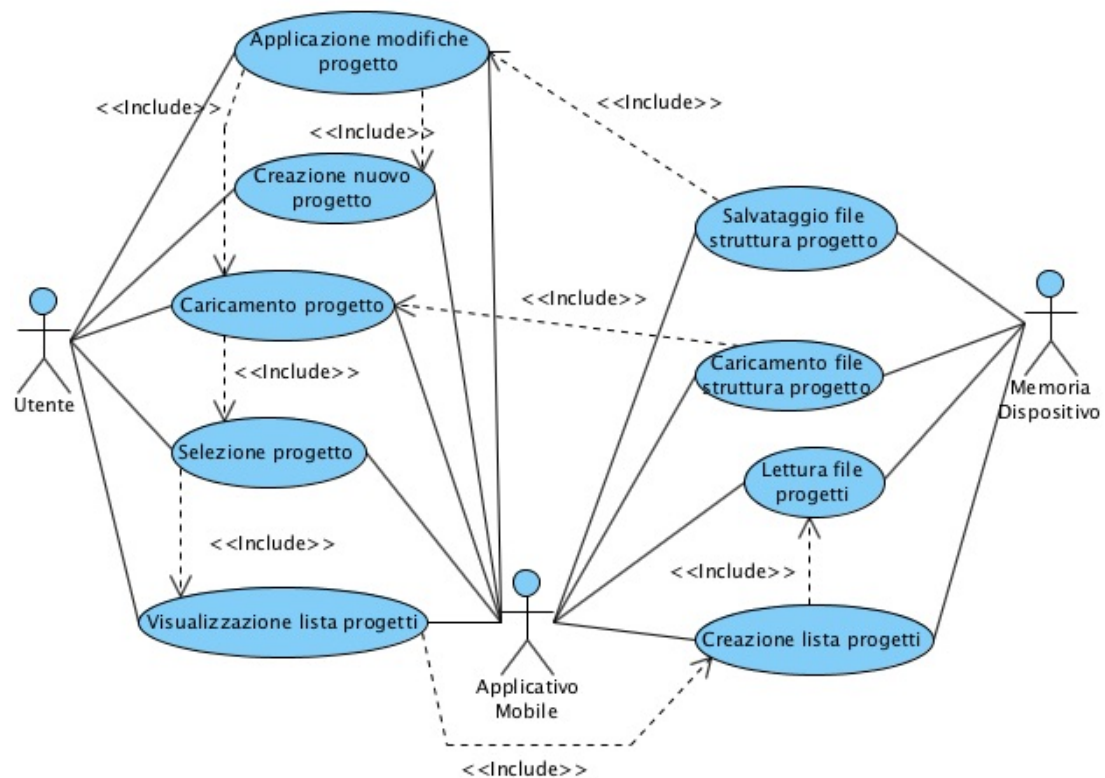 Applicazione modifiche
progetto
<<Include>>
<<Include>>
<<Include>>
Creazione nuovo
progetto
Salvataggio file
struttura progetto
Caricamento progetto
<<Include>>
Utente
<<Include>>
Caricamento file
struttura progetto
Memoria
Dispositivo
Selezione progetto
Lettura file
progetti
<<Include>>
<<Include>>
Visualizzazione lista progetti
Creazione lista progetti
Applicativo
Mobile
<<Include>>